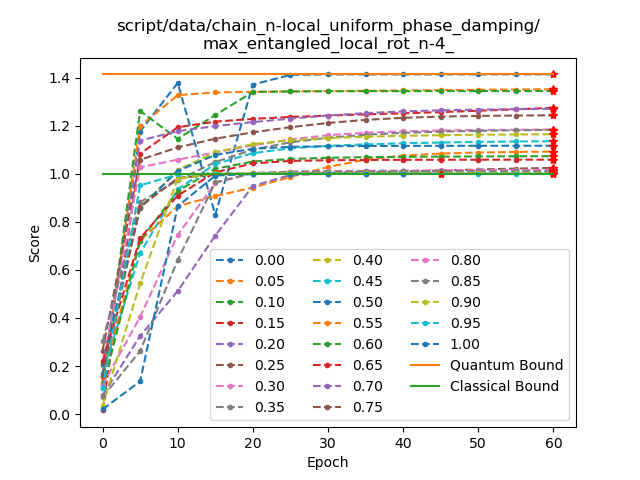 script/data/chain_n-local_uniform_phase_damping/
max_entangled_local_rot_n-4_
Score
1.4
1.2
1.0
0.8
0.6
0.4
0.2
0.0
0.00 0.40 0.80
0.05 0.45 0.85
0.10 0.50 0.90
0.15 0.55 0.95
0.20 0.60 1.00
0.25 0.65 Quantum Bound
0.30 0.70 Classical Bound
0.35 0.75
0 10 20 30 40 50 60
Epoch